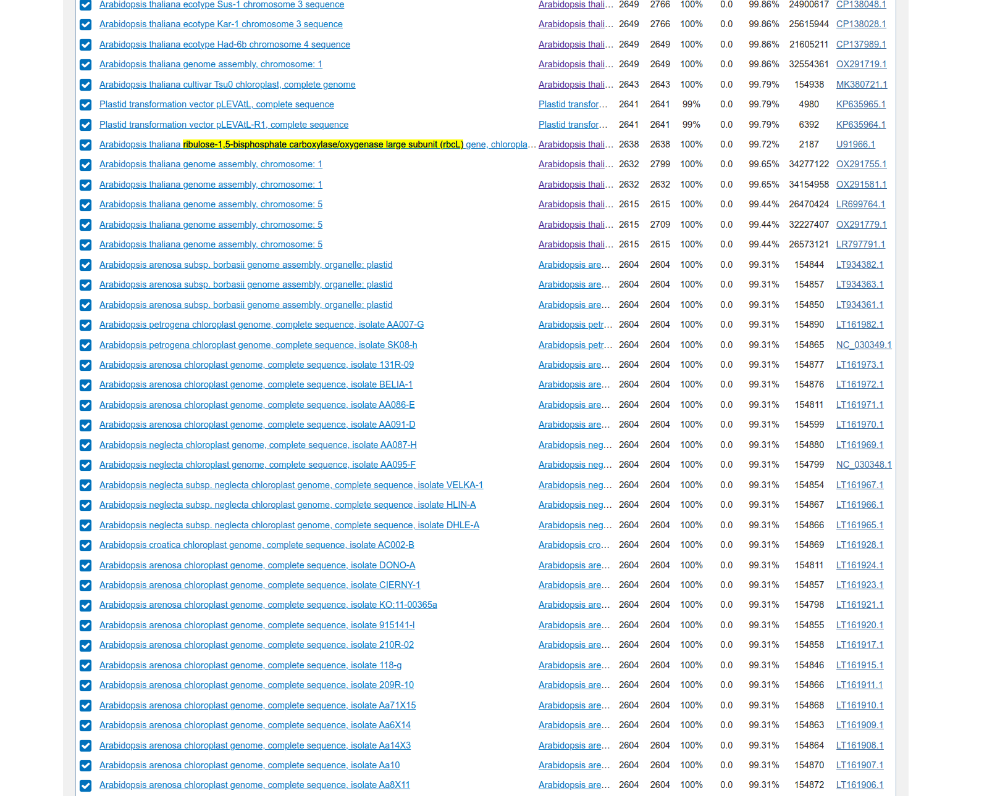 Arabidopsis thaliana ecotype Sus-1 chromosome 3 sequence Arabidopsis thali... 2649 2766 100% 0.0 99.86% 24900617 CP138048.1
Arabidopsis thaliana ecotype Kar-1 chromosome 3 sequence Arabidopsis thali... 2649 2766 100% 0.0 99.86% 25615944 CP138028.1
Arabidopsis thaliana ecotype Had-6b chromosome 4 sequence Arabidopsis thali... 2649 2649 100% 0.0 99.86% 21605211 CP137989.1
Arabidopsis thaliana genome assembly, chromosome: 1 Arabidopsis thali... 2649 2649 100% 0.0 99.86% 32554361 OX291719.1
Arabidopsis thaliana cultivar Tsu0 chloroplast, complete genome Arabidopsis thali... 2643 2643 100% 0.0 99.79% 154938 MK380721.1
Plastid transformation vector pLEVAtL, complete sequence Plastid transfor... 2641 2641 99% 0.0 99.79% 4980 KP635965.1
Plastid transformation vector pLEVAtL-R1, complete sequence Plastid transfor... 2641 2641 99% 0.0 99.79% 6392 KP635964.1
Arabidopsis thaliana ribulose-1,5-bisphosphate carboxylase/oxygenase large subunit (rbcL) gene, chloropla... Arabidopsis thali... 2638 2638 100% 0.0 99.72% 2187 U91966.1
Arabidopsis thaliana genome assembly, chromosome: 1 Arabidopsis thali... 2632 2799 100% 0.0 99.65% 34277122 OX291755.1
Arabidopsis thaliana genome assembly, chromosome: 1 Arabidopsis thali... 2632 2632 100% 0.0 99.65% 34154958 OX291581.1
Arabidopsis thaliana genome assembly, chromosome: 5 Arabidopsis thali... 2615 2615 100% 0.0 99.44% 26470424 LR699764.1
Arabidopsis thaliana genome assembly, chromosome: 5 Arabidopsis thali... 2615 2709 100% 0.0 99.44% 32227407 OX291779.1
Arabidopsis thaliana genome assembly, chromosome: 5 Arabidopsis thali... 2615 2615 100% 0.0 99.44% 26573121 LR797791.1
Arabidopsis arenosa subsp. borbasii genome assembly, organelle: plastid Arabidopsis are... 2604 2604 100% 0.0 99.31% 154844 LT934382.1
Arabidopsis arenosa subsp. borbasii genome assembly, organelle: plastid Arabidopsis are... 2604 2604 100% 0.0 99.31% 154857 LT934363.1
Arabidopsis arenosa subsp. borbasii genome assembly, organelle: plastid Arabidopsis are... 2604 2604 100% 0.0 99.31% 154850 LT934361.1
Arabidopsis petrogena chloroplast genome, complete sequence, isolate AA007-G Arabidopsis petr... 2604 2604 100% 0.0 99.31% 154890 LT161982.1
Arabidopsis petrogena chloroplast genome, complete sequence, isolate SK08-h Arabidopsis petr... 2604 2604 100% 0.0 99.31% 154865 NC_030349.1
Arabidopsis arenosa chloroplast genome, complete sequence, isolate 131R-09 Arabidopsis are... 2604 2604 100% 0.0 99.31% 154877 LT161973.1
Arabidopsis arenosa chloroplast genome, complete sequence, isolate BELIA-1 Arabidopsis are... 2604 2604 100% 0.0 99.31% 154876 LT161972.1
Arabidopsis arenosa chloroplast genome, complete sequence, isolate AA086-E Arabidopsis are... 2604 2604 100% 0.0 99.31% 154811 LT161971.1
Arabidopsis arenosa chloroplast genome, complete sequence, isolate AA091-D Arabidopsis are... 2604 2604 100% 0.0 99.31% 154599 LT161970.1
Arabidopsis neglecta chloroplast genome, complete sequence, isolate AA087-H Arabidopsis neg... 2604 2604 100% 0.0 99.31% 154880 LT161969.1
Arabidopsis neglecta chloroplast genome, complete sequence, isolate AA095-F Arabidopsis neg... 2604 2604 100% 0.0 99.31% 154799 NC_030348.1
Arabidopsis neglecta subsp. neglecta chloroplast genome, complete sequence, isolate VELKA-1 Arabidopsis neg... 2604 2604 100% 0.0 99.31% 154854 LT161967.1
Arabidopsis neglecta subsp. neglecta chloroplast genome, complete sequence, isolate HLIN-A Arabidopsis neg... 2604 2604 100% 0.0 99.31% 154867 LT161966.1
Arabidopsis neglecta subsp. neglecta chloroplast genome, complete sequence, isolate DHLE-A Arabidopsis neg... 2604 2604 100% 0.0 99.31% 154866 LT161965.1
Arabidopsis croatica chloroplast genome, complete sequence, isolate AC002-B Arabidopsis cro... 2604 2604 100% 0.0 99.31% 154869 LT161928.1
Arabidopsis arenosa chloroplast genome, complete sequence, isolate DONO-A Arabidopsis are... 2604 2604 100% 0.0 99.31% 154811 LT161924.1
Arabidopsis arenosa chloroplast genome, complete sequence, isolate CIERNY-1 Arabidopsis are... 2604 2604 100% 0.0 99.31% 154857 LT161923.1
Arabidopsis arenosa chloroplast genome, complete sequence, isolate KO:11-00365a Arabidopsis are... 2604 2604 100% 0.0 99.31% 154798 LT161921.1
Arabidopsis arenosa chloroplast genome, complete sequence, isolate 915141-l Arabidopsis are... 2604 2604 100% 0.0 99.31% 154855 LT161920.1
Arabidopsis arenosa chloroplast genome, complete sequence, isolate 210R-02 Arabidopsis are... 2604 2604 100% 0.0 99.31% 154858 LT161917.1
Arabidopsis arenosa chloroplast genome, complete sequence, isolate 118-g Arabidopsis are... 2604 2604 100% 0.0 99.31% 154846 LT161915.1
Arabidopsis arenosa chloroplast genome, complete sequence, isolate 209R-10 Arabidopsis are... 2604 2604 100% 0.0 99.31% 154866 LT161911.1
Arabidopsis arenosa chloroplast genome, complete sequence, isolate Aa71X15 Arabidopsis are... 2604 2604 100% 0.0 99.31% 154868 LT161910.1
Arabidopsis arenosa chloroplast genome, complete sequence, isolate Aa6X14 Arabidopsis are... 2604 2604 100% 0.0 99.31% 154863 LT161909.1
Arabidopsis arenosa chloroplast genome, complete sequence, isolate Aa14X3 Arabidopsis are... 2604 2604 100% 0.0 99.31% 154864 LT161908.1
Arabidopsis arenosa chloroplast genome, complete sequence, isolate Aa10 Arabidopsis are... 2604 2604 100% 0.0 99.31% 154870 LT161907.1
Arabidopsis arenosa chloroplast genome, complete sequence, isolate Aa8X11 Arabidopsis are... 2604 2604 100% 0.0 99.31% 154872 LT161906.1